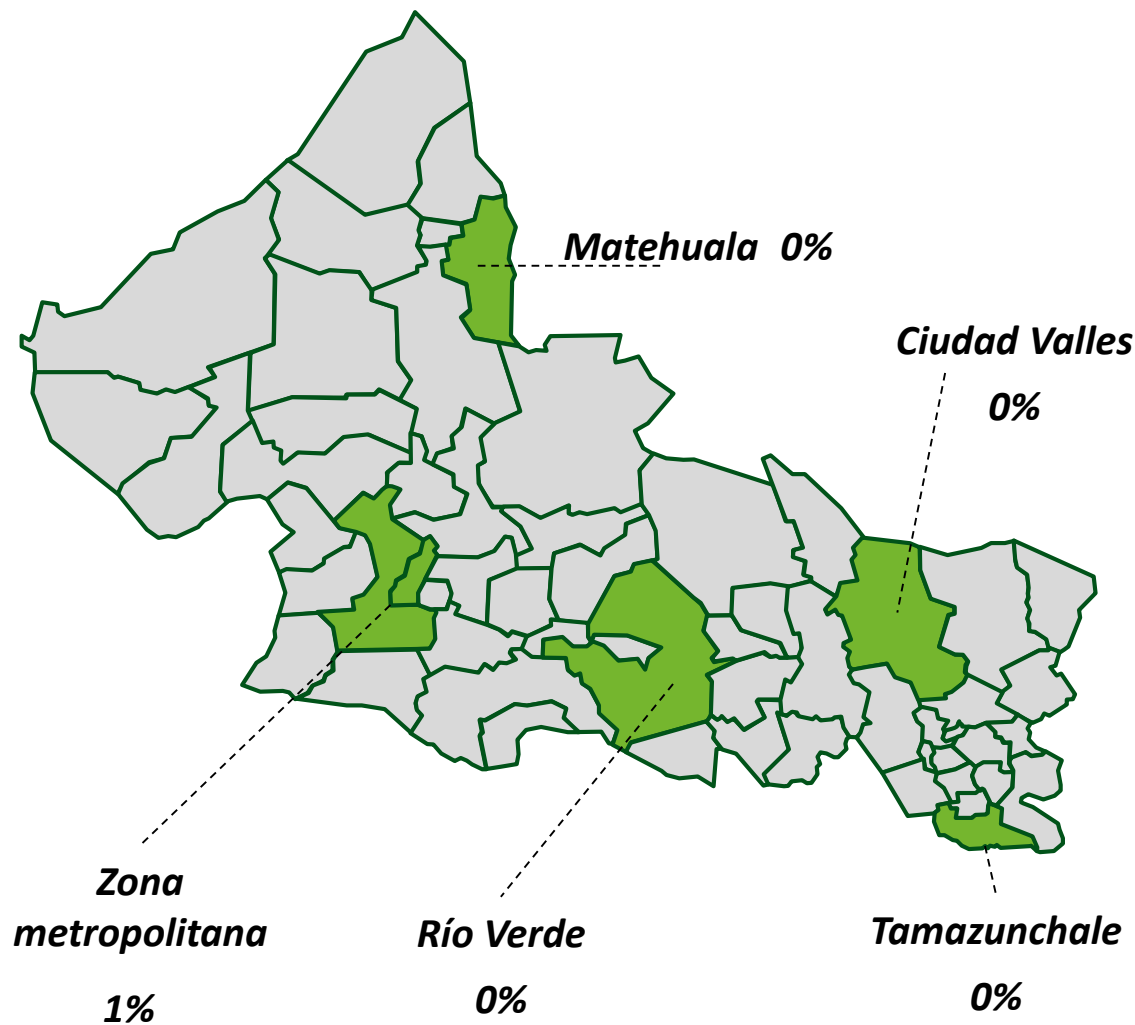 Matehuala 0%
Ciudad Valles
0%
Zona
metropolitana
1%
Río Verde
0%
Tamazunchale
0%